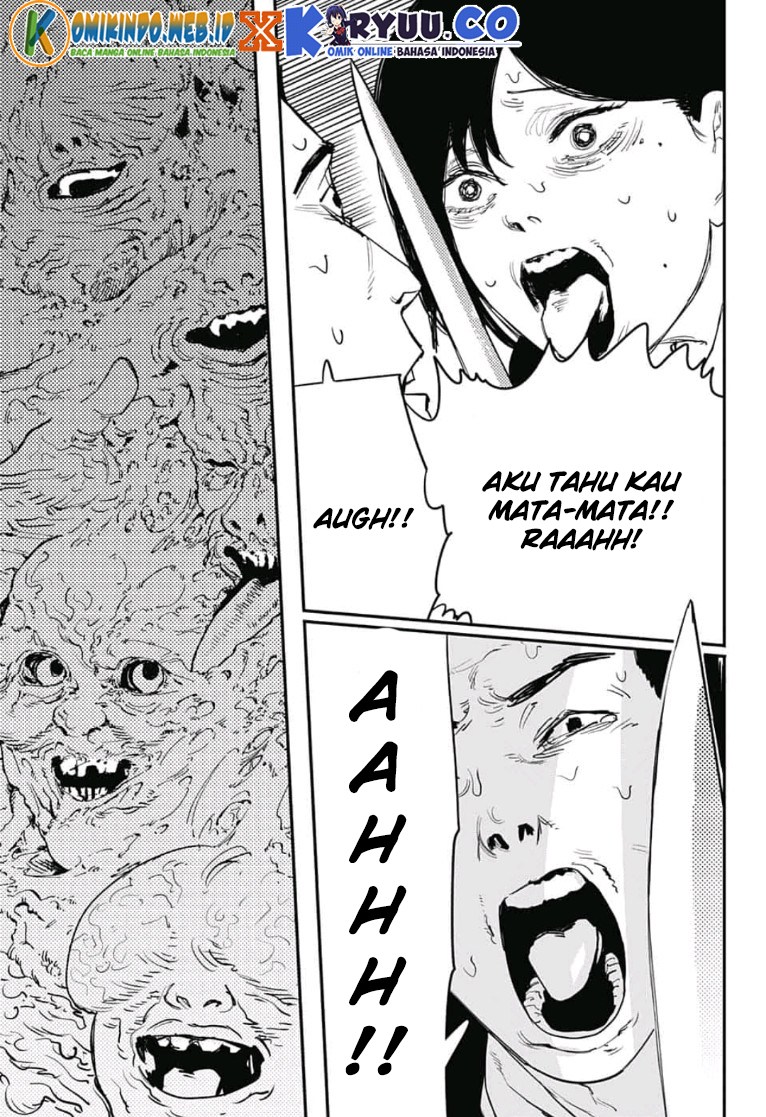 KOMIKINDO.WEB.ID X KIRYUU.CO
BACA MANGA ONLINE BAHASA INDONESIA
KOMIK ONLINE BAHASA INDONESIA
AKU TAHU KAU
MATA-MATA!!
RAAAHH!
AUGH!!
A
A
H
H
H
H
!!